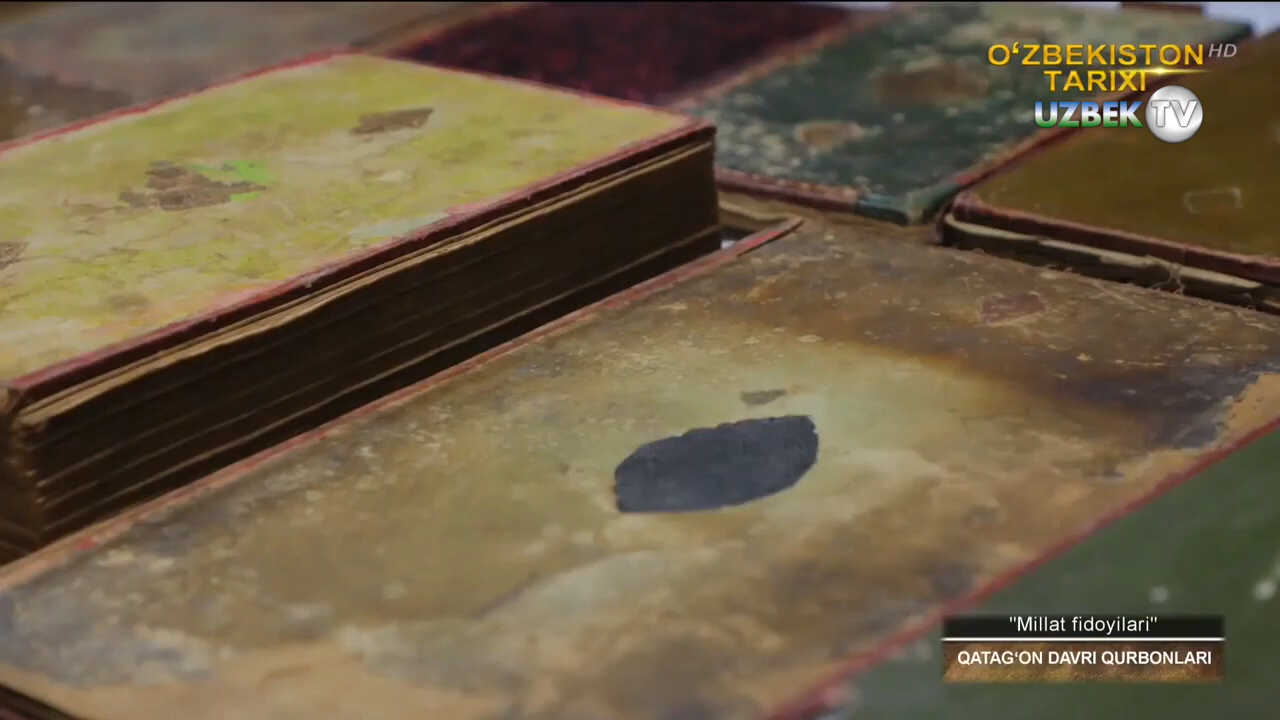 O‘ZBEKISTON HD
TARIXI
UZBEK TV
"Millat fidoyilari"
QATAG‘ON DAVRI QURBONLARI